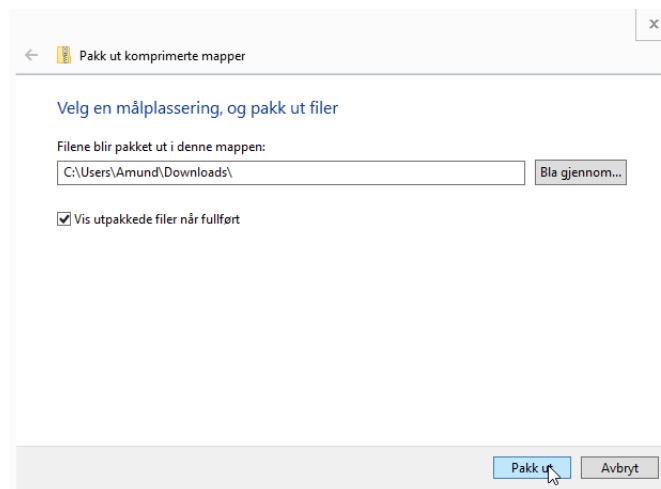 Pakk ut komprimerte mapper
Velg en målplassering, og pakk ut filer
Filene blir pakket ut i denne mappen:
C:\Users\Amund\Downloads\
Bla gjennom...
Vis utpakkede filer når fullført
Pakk ut
Avbryt